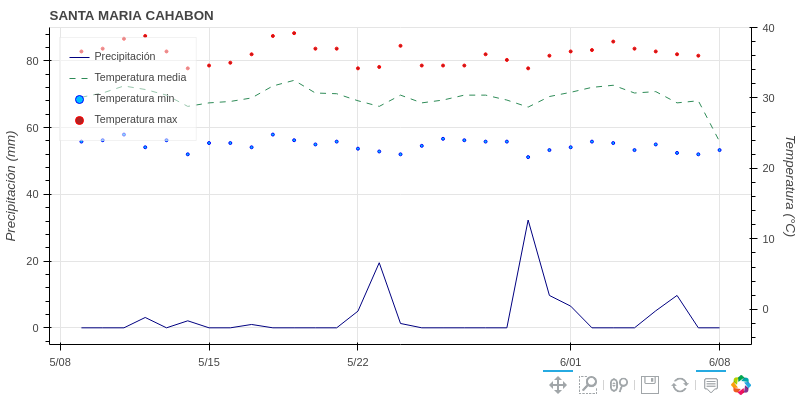 SANTA MARIA CAHABON
Precipitación
Temperatura media
Temperatura min
Temperatura max
Precipitación (mm)
80
60
40
20
0
Temperatura (°C)
40
30
20
10
0
5/08 5/15 5/22 6/01 6/08